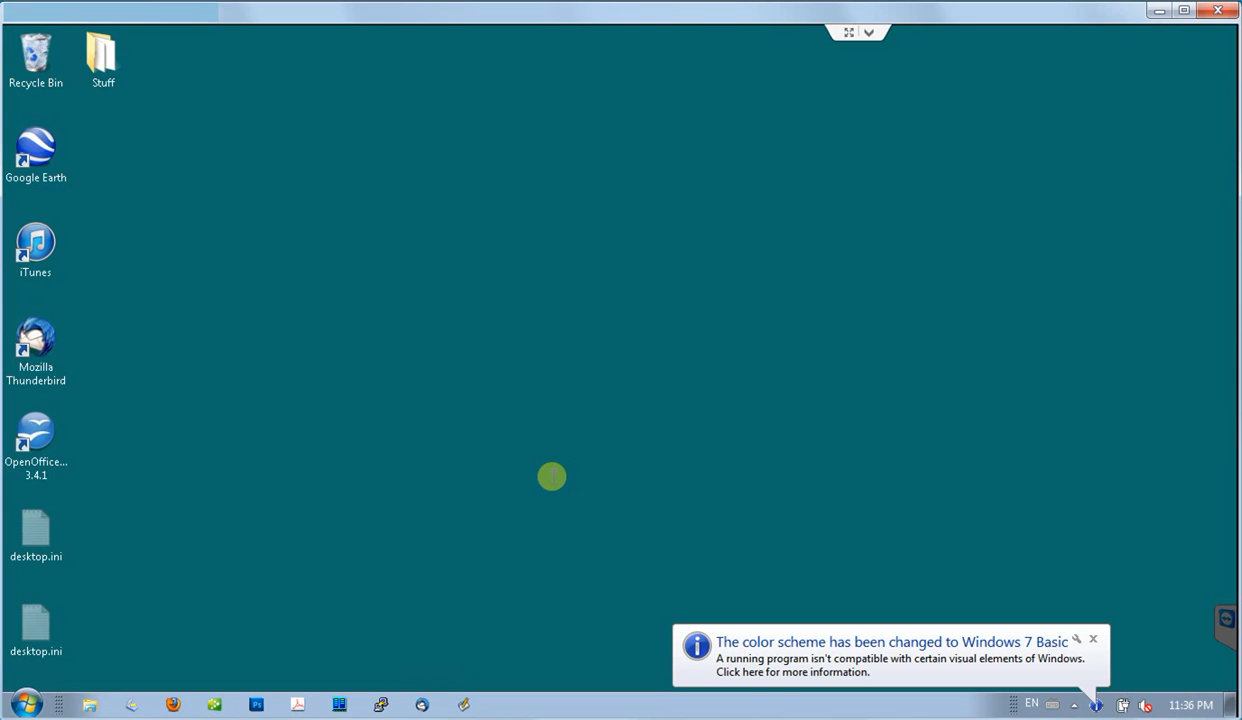 Recycle Bin
Stuff
Google Earth
iTunes
Mozilla
Thunderbird
OpenOffice...
3.4.1
desktop.ini
desktop.ini
The color scheme has been changed to Windows 7 Basic
A running program isn't compatible with certain visual elements of Windows.
Click here for more information.
Ps
EN
11:36 PM